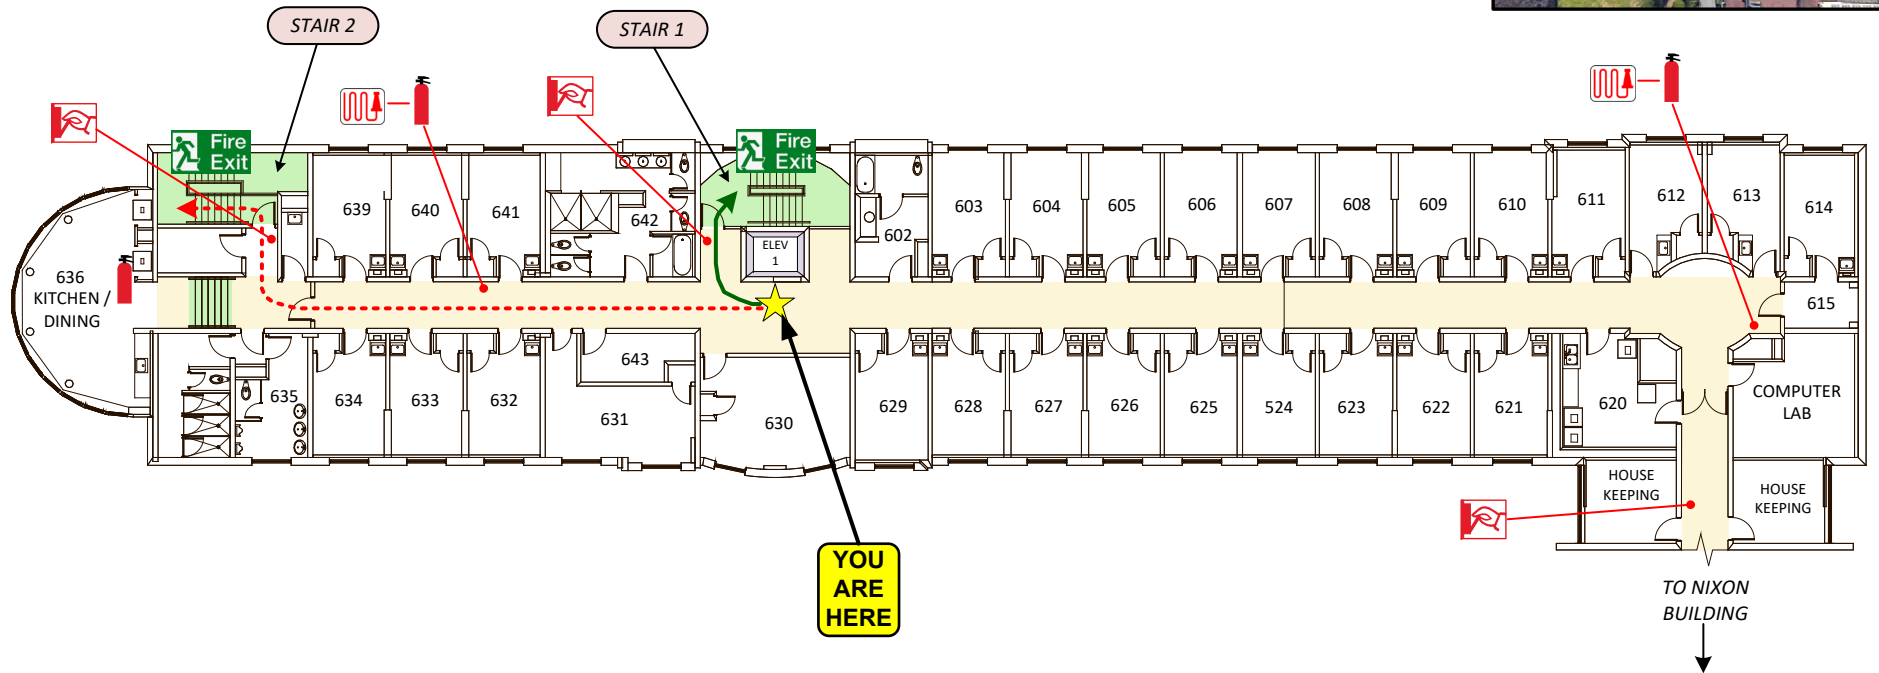 STAIR 2
STAIR 1
Fire
Exit
Fire
Exit
639
640
641
642
ELEV
1
602
603
604
605
606
607
608
609
610
611
612
613
614
636
KITCHEN /
DINING
615
635
634
633
632
643
631
630
629
628
627
626
625
524
623
622
621
620
COMPUTER
LAB
HOUSE
KEEPING
HOUSE
KEEPING
YOU
ARE
HERE
TO NIXON
BUILDING